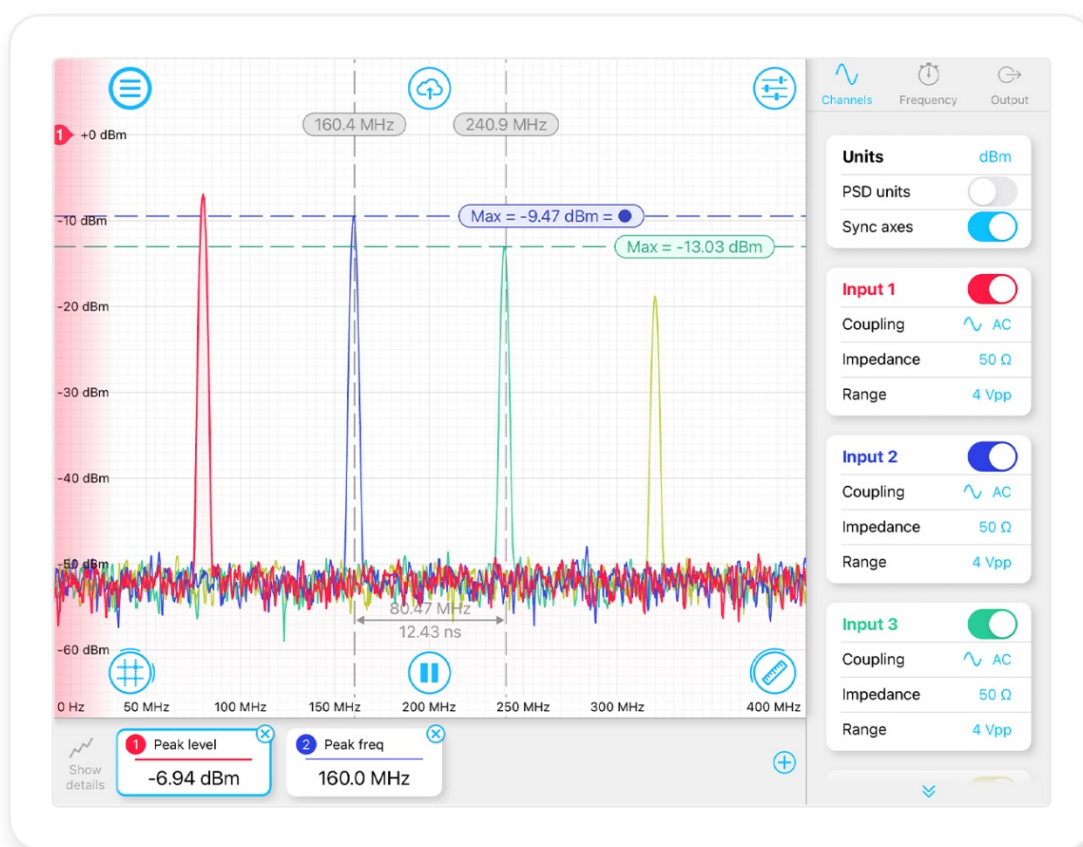 Channels Frequency Output
160.4 MHz 240.9 MHz
1 +0 dBm
-10 dBm
Max = -9.47 dBm =
Max = -13.03 dBm
-20 dBm
-30 dBm
-40 dBm
-50 dBm
80.47 MHz
12.43 ns
-60 dBm
0 Hz 50 MHz 100 MHz 150 MHz 200 MHz 250 MHz 300 MHz 400 MHz
Show
details
1 Peak level
-6.94 dBm
2 Peak freq
160.0 MHz
Units dBm
PSD units
Sync axes
Input 1
Coupling AC
Impedance 50 Ω
Range 4 Vpp
Input 2
Coupling AC
Impedance 50 Ω
Range 4 Vpp
Input 3
Coupling AC
Impedance 50 Ω
Range 4 Vpp